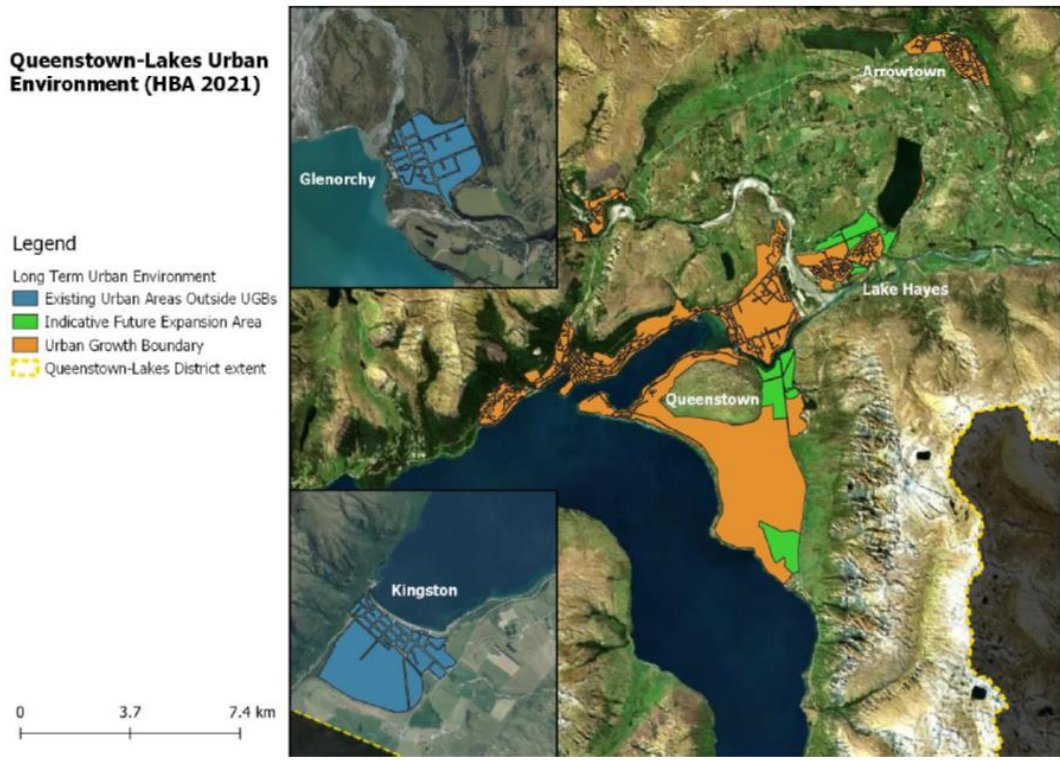 Queenstown-Lakes Urban
Environment (HBA 2021)
Legend
Long Term Urban Environment
Existing Urban Areas Outside UGBs
Indicative Future Expansion Area
Urban Growth Boundary
Queenstown-Lakes District extent
0 3.7 7.4 km
Glenorchy
Kingston
Arrowtown
Lake Hayes
Queenstown